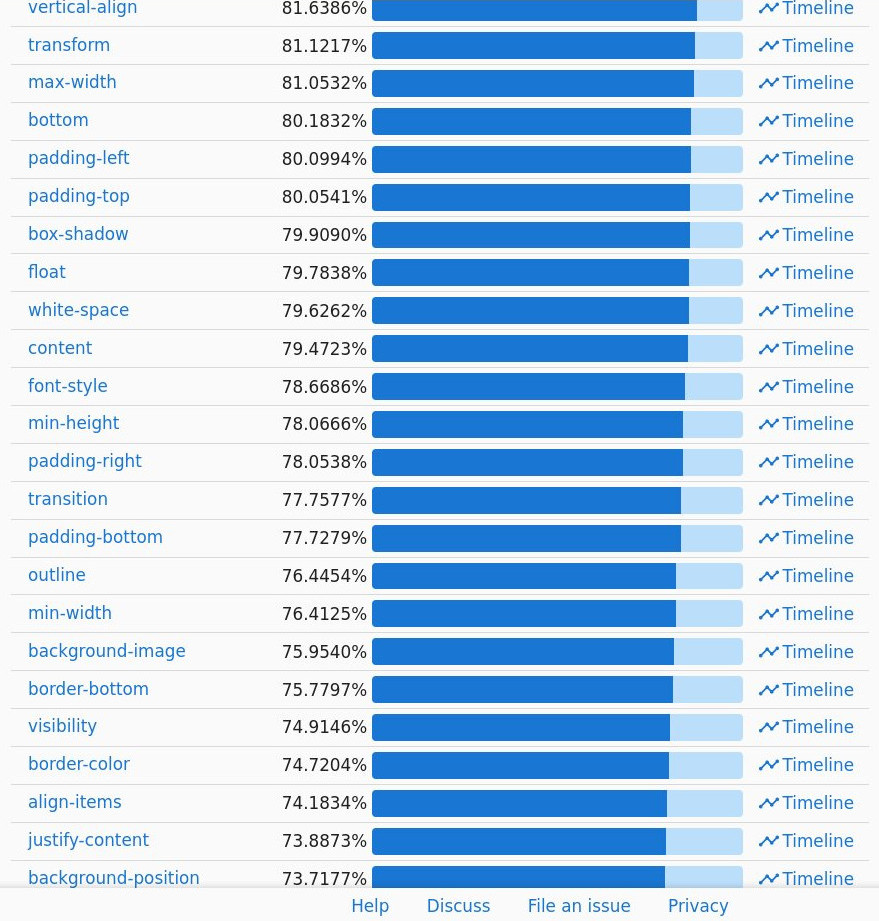 vertical-align 81.6386% Timeline
transform 81.1217% Timeline
max-width 81.0532% Timeline
bottom 80.1832% Timeline
padding-left 80.0994% Timeline
padding-top 80.0541% Timeline
box-shadow 79.9090% Timeline
float 79.7838% Timeline
white-space 79.6262% Timeline
content 79.4723% Timeline
font-style 78.6686% Timeline
min-height 78.0666% Timeline
padding-right 78.0538% Timeline
transition 77.7577% Timeline
padding-bottom 77.7279% Timeline
outline 76.4454% Timeline
min-width 76.4125% Timeline
background-image 75.9540% Timeline
border-bottom 75.7797% Timeline
visibility 74.9146% Timeline
border-color 74.7204% Timeline
align-items 74.1834% Timeline
justify-content 73.8873% Timeline
background-position 73.7177% Timeline
Help Discuss File an issue Privacy